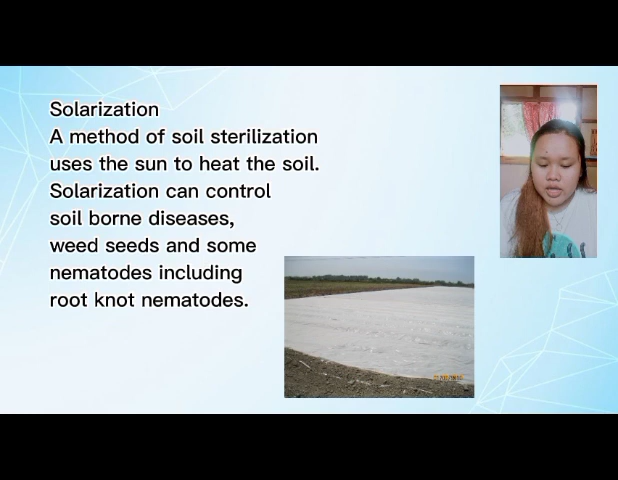 Solarization
A method of soil sterilization
uses the sun to heat the soil.
Solarization can control
soil borne diseases,
weed seeds and some
nematodes including
root knot nematodes.